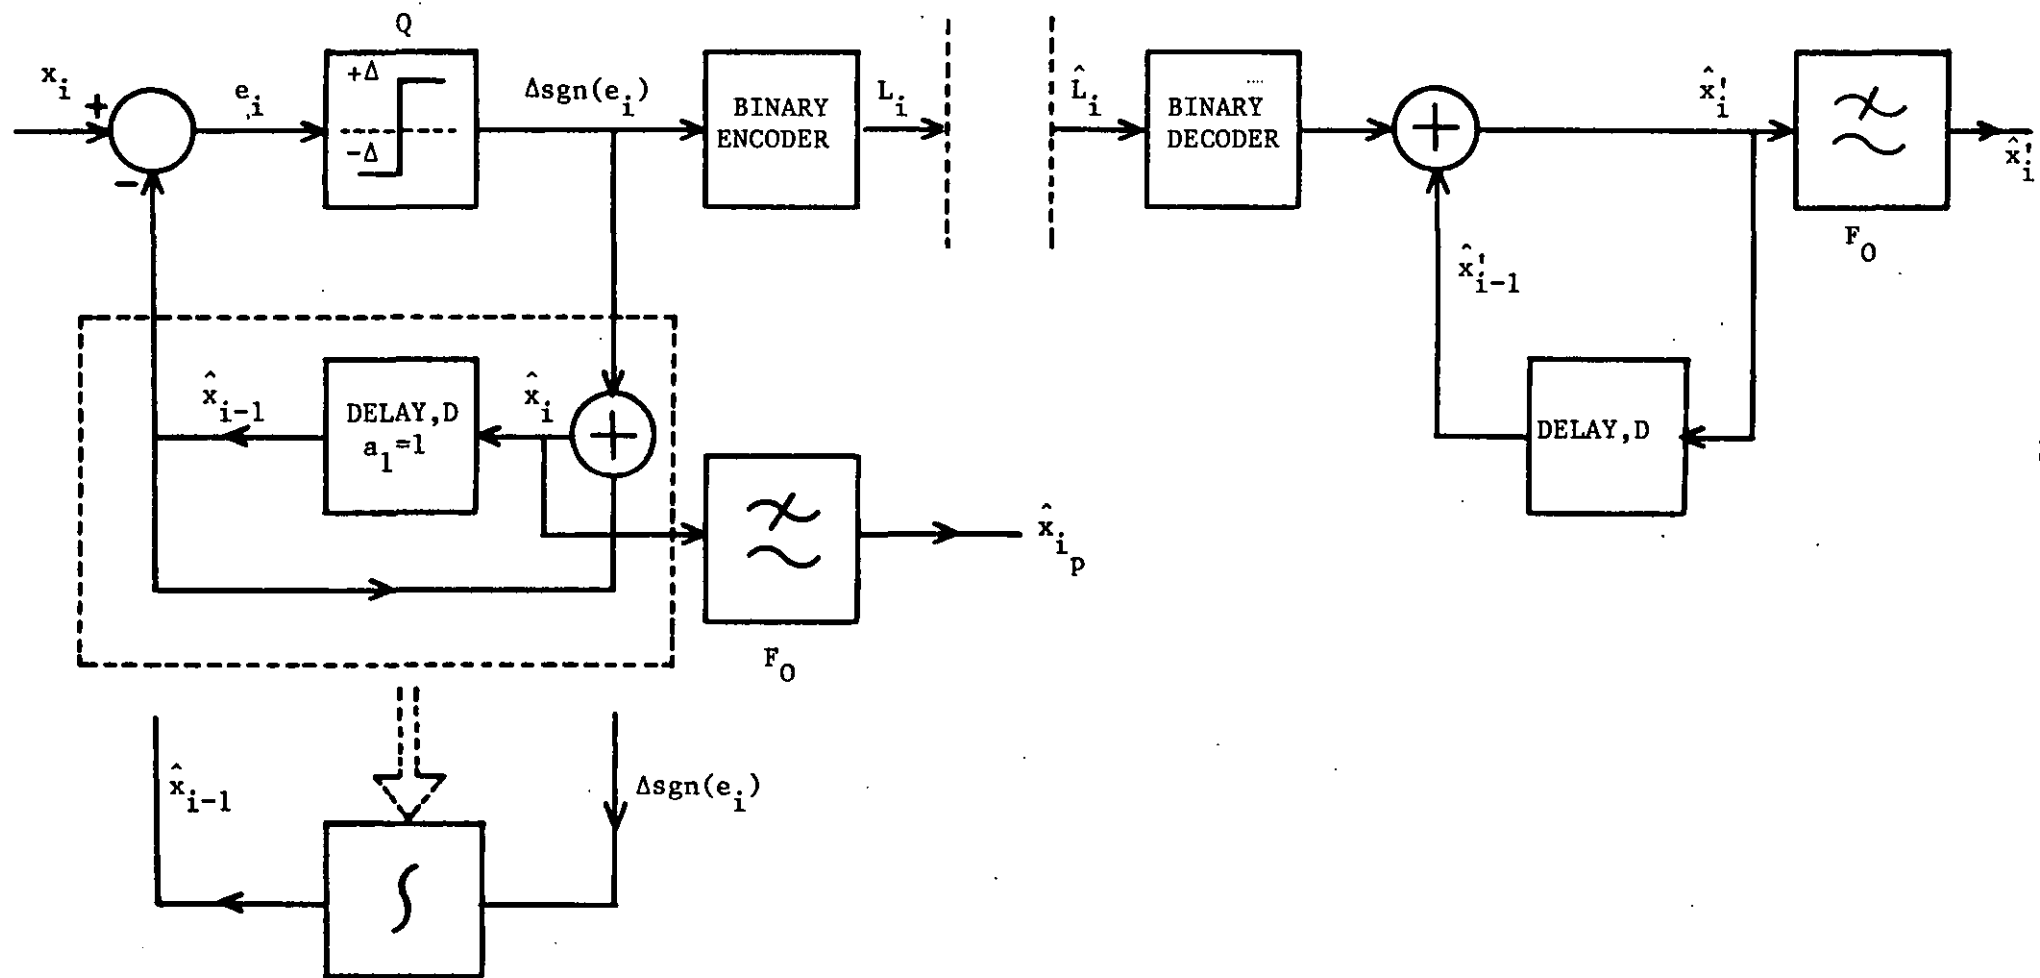 Q
x_i
+
-
e_i
+Δ
-Δ
Δsgn(e_i)
BINARY
ENCODER
L_i
L̂_i
BINARY
DECODER
+
x̂'_i
F_0
x̂'_i
x̂'_{i-1}
DELAY,D
x̂_{i-1}
DELAY,D
a_1=1
x̂_i
+
F_0
x̂_{i_p}
x̂_{i-1}
Δsgn(e_i)
∫